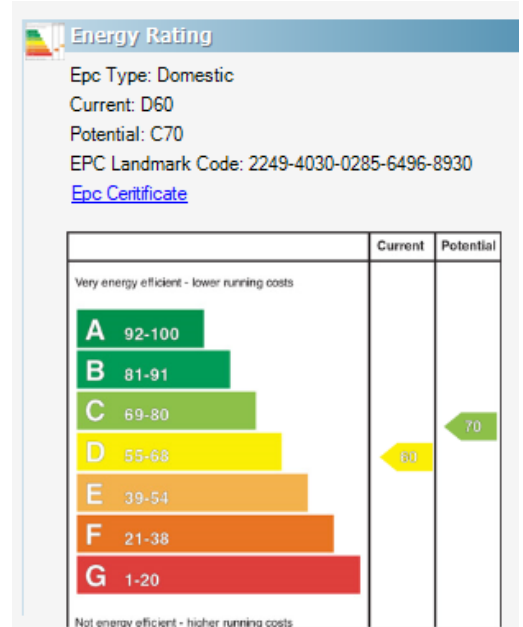 Energy Rating
Epc Type: Domestic
Current: D60
Potential: C70
EPC Landmark Code: 2249-4030-0285-6496-8930
Epc Ceritificate
Current Potential
Very energy efficient - lower running costs
A 92-100
B 81-91
C 69-80
70
D 55-68
60
E 39-54
F 21-38
G 1-20
Not energy efficient - higher running costs